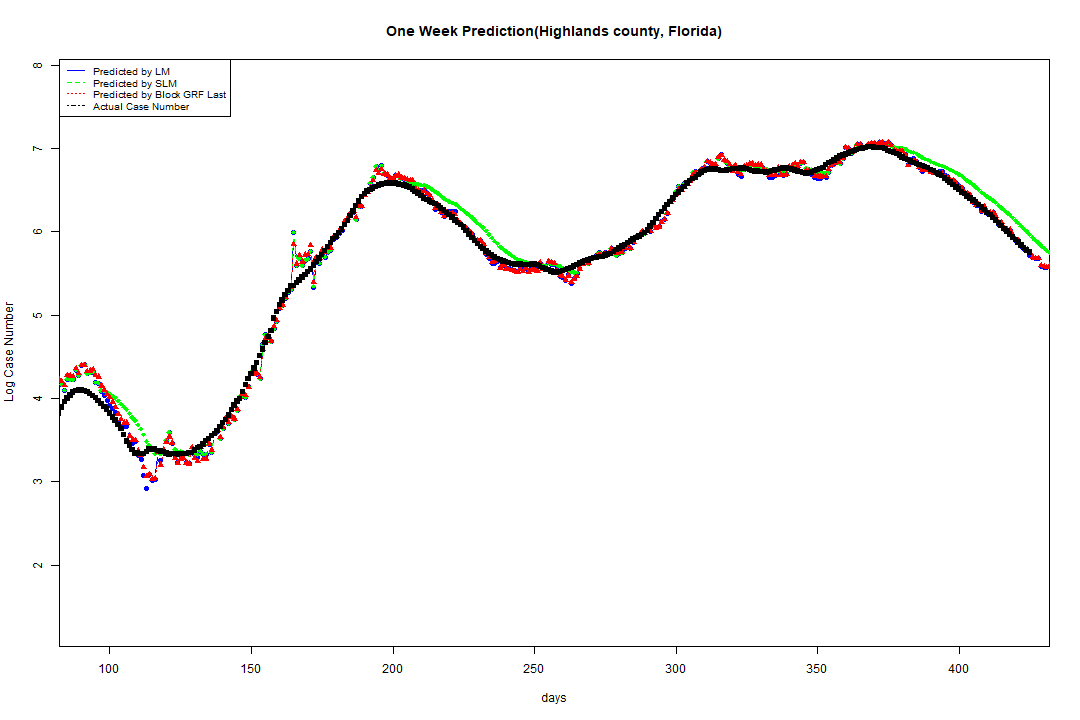 One Week Prediction(Highlands county, Florida)
Predicted by LM
Predicted by SLM
Predicted by Block GRF Last
Actual Case Number
8
7
6
5
4
3
2
Log Case Number
100 150 200 250 300 350 400
days